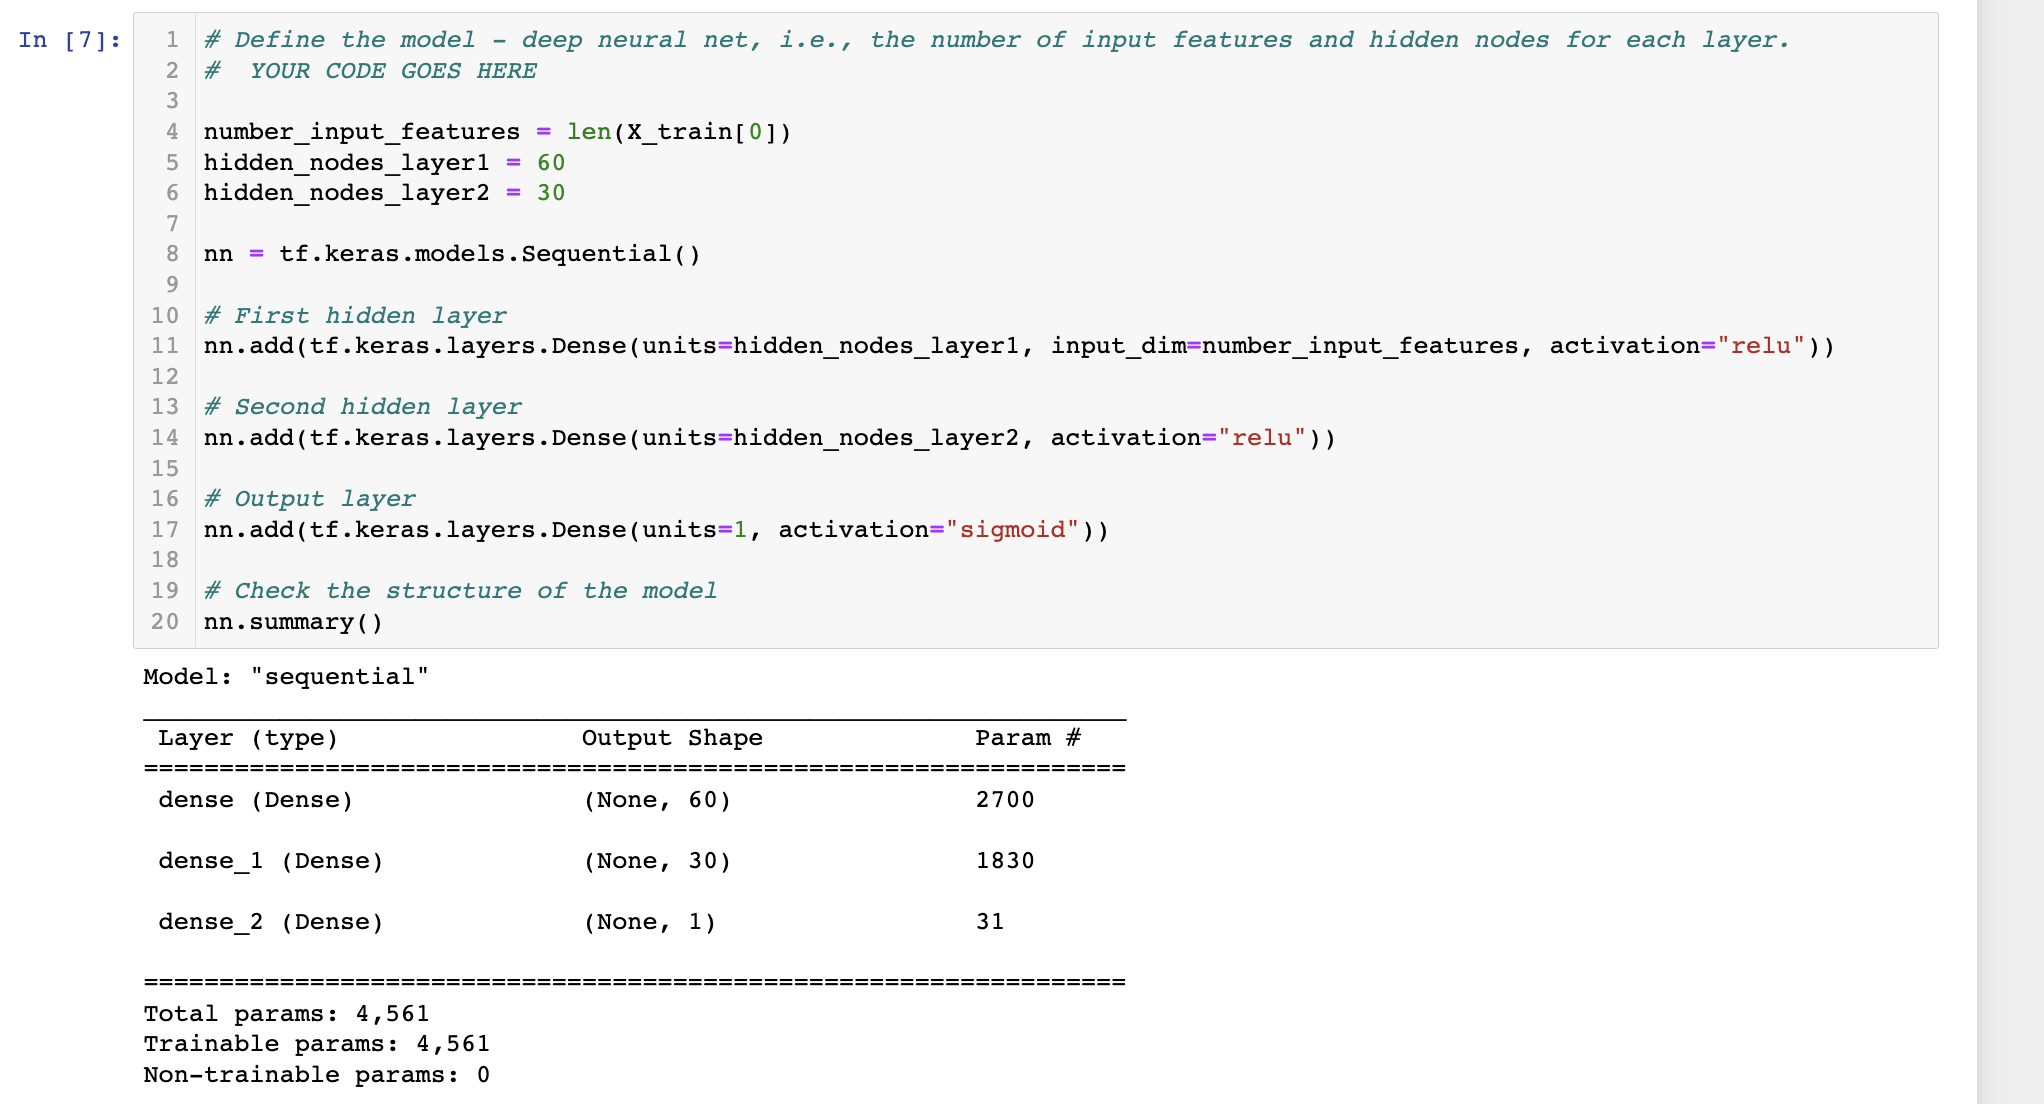 In [7]:
1 # Define the model - deep neural net, i.e., the number of input features and hidden nodes for each layer.
2 #  YOUR CODE GOES HERE
3
4 number_input_features = len(X_train[0])
5 hidden_nodes_layer1 = 60
6 hidden_nodes_layer2 = 30
7
8 nn = tf.keras.models.Sequential()
9
10 # First hidden layer
11 nn.add(tf.keras.layers.Dense(units=hidden_nodes_layer1, input_dim=number_input_features, activation="relu"))
12
13 # Second hidden layer
14 nn.add(tf.keras.layers.Dense(units=hidden_nodes_layer2, activation="relu"))
15
16 # Output layer
17 nn.add(tf.keras.layers.Dense(units=1, activation="sigmoid"))
18
19 # Check the structure of the model
20 nn.summary()
Model: "sequential"
_________________________________________________________________
Layer (type) Output Shape Param #
=================================================================
dense (Dense) (None, 60) 2700
dense_1 (Dense) (None, 30) 1830
dense_2 (Dense) (None, 1) 31
=================================================================
Total params: 4,561
Trainable params: 4,561
Non-trainable params: 0